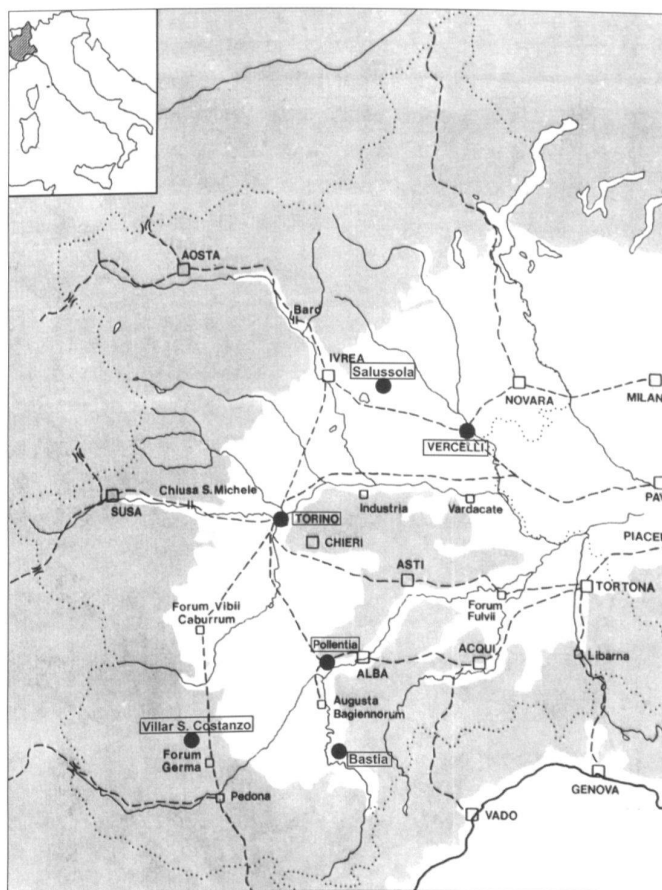 AOSTA
Bard
IVREA
Salussola
NOVARA
MILAN
VERCELLI
Chiusa S. Michele
SUSA
Industria
Vardacate
PAV
TORINO
CHIERI
PIACEN
ASTI
TORTONA
Forum
Fulvii
Forum Vibii
Caburrum
Pollentia
ALBA
ACQUI
Libarna
Augusta
Bagiennorum
Villar S. Costanzo
Forum
Germa
Bastia
Pedona
GENOVA
VADO